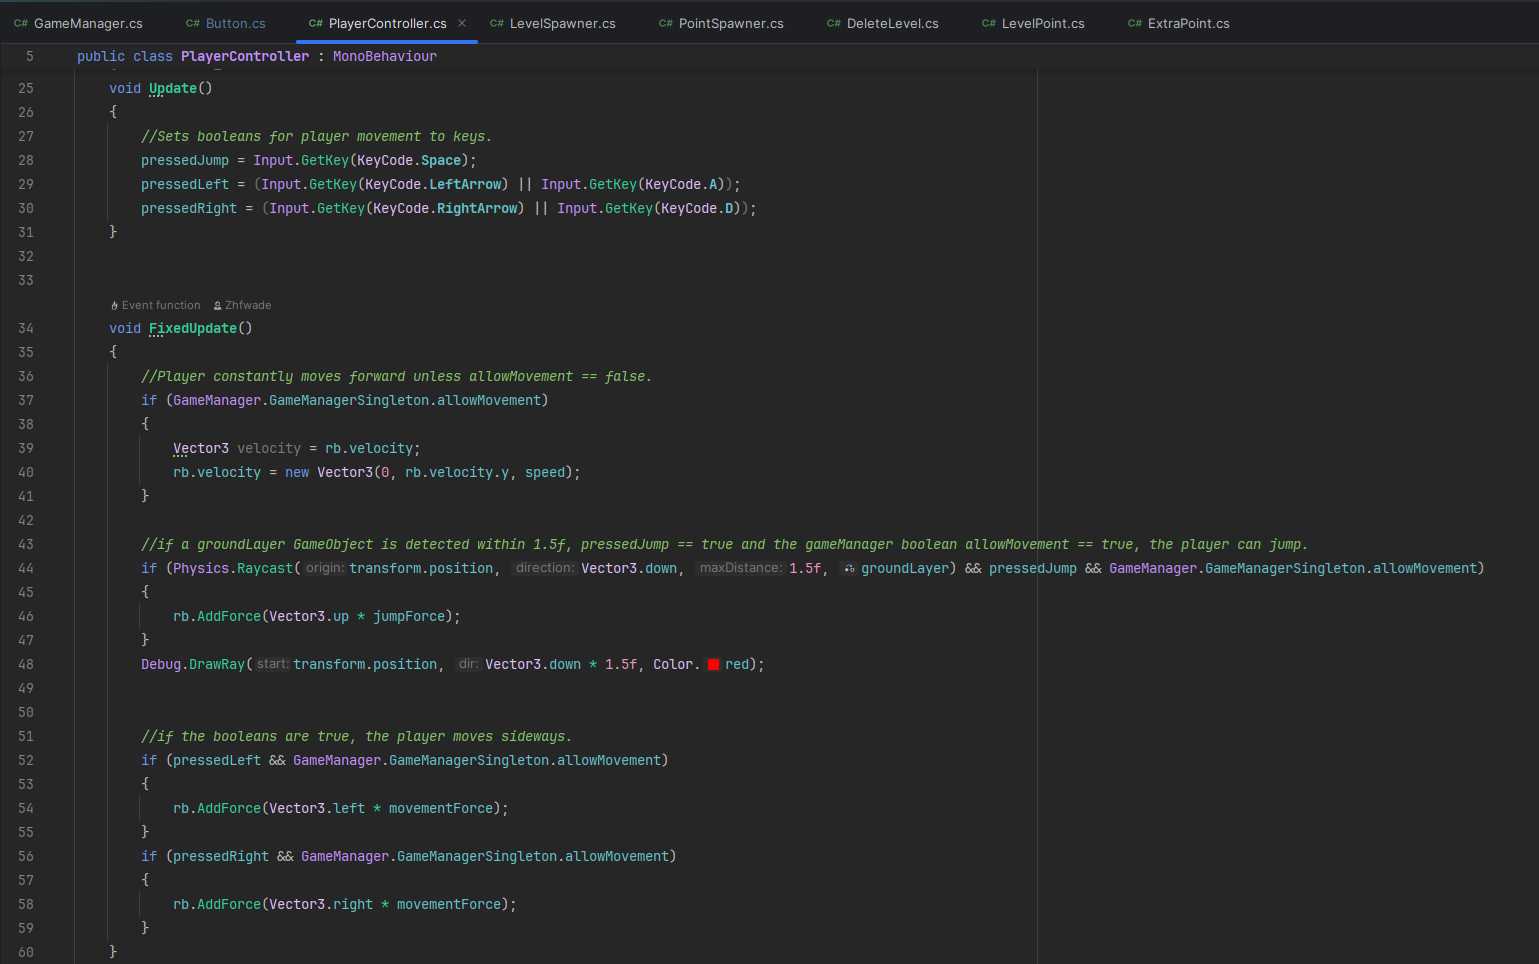 C# GameManager.cs C# Button.cs C# PlayerController.cs × C# LevelSpawner.cs C# PointSpawner.cs C# DeleteLevel.cs C# LevelPoint.cs C# ExtraPoint.cs
5 public class PlayerController : MonoBehaviour
25 void Update()
26 {
27 //Sets booleans for player movement to keys.
28 pressedJump = Input.GetKey(KeyCode.Space);
29 pressedLeft = (Input.GetKey(KeyCode.LeftArrow) || Input.GetKey(KeyCode.A));
30 pressedRight = (Input.GetKey(KeyCode.RightArrow) || Input.GetKey(KeyCode.D));
31 }
32
33
Event function Zhfwade
34 void FixedUpdate()
35 {
36 //Player constantly moves forward unless allowMovement == false.
37 if (GameManager.GameManagerSingleton.allowMovement)
38 {
39 Vector3 velocity = rb.velocity;
40 rb.velocity = new Vector3(0, rb.velocity.y, speed);
41 }
42
43 //if a groundLayer GameObject is detected within 1.5f, pressedJump == true and the gameManager boolean allowMovement == true, the player can jump.
44 if (Physics.Raycast( origin: transform.position, direction: Vector3.down, maxDistance: 1.5f, groundLayer) && pressedJump && GameManager.GameManagerSingleton.allowMovement)
45 {
46 rb.AddForce(Vector3.up * jumpForce);
47 }
48 Debug.DrawRay( start: transform.position, dir: Vector3.down * 1.5f, Color. red);
49
50
51 //if the booleans are true, the player moves sideways.
52 if (pressedLeft && GameManager.GameManagerSingleton.allowMovement)
53 {
54 rb.AddForce(Vector3.left * movementForce);
55 }
56 if (pressedRight && GameManager.GameManagerSingleton.allowMovement)
57 {
58 rb.AddForce(Vector3.right * movementForce);
59 }
60 }